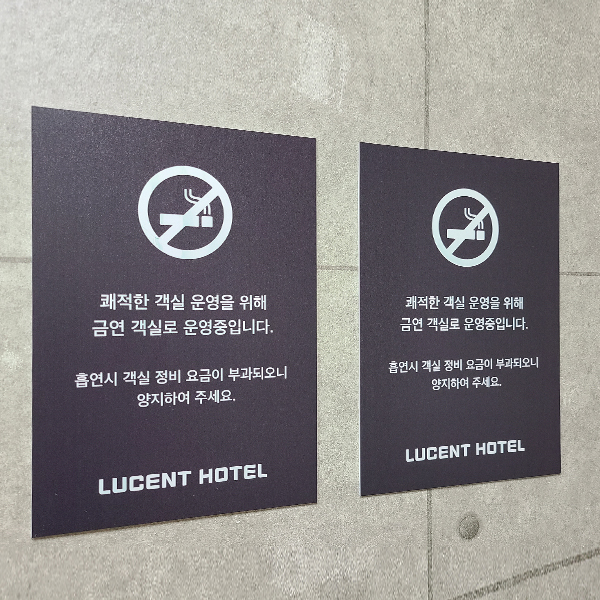 쾌적한 객실 운영을 위해
금연 객실로 운영중입니다.
흡연시 객실 정비 요금이 부과되오니
양지하여 주세요.
LUCENT HOTEL
쾌적한 객실 운영을 위해
금연 객실로 운영중입니다.
흡연시 객실 정비 요금이 부과되오니
양지하여 주세요.
LUCENT HOTEL